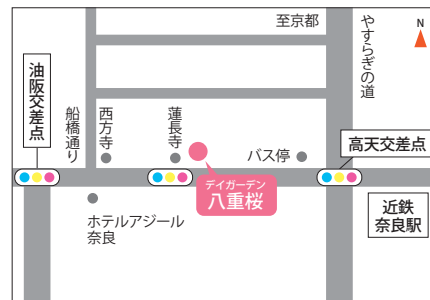 至京都
やすらぎの道
N
油阪交差点
船橋通り
西方寺
蓮長寺
バス停
高天交差点
デイガーデン
八重桜
ホテルアジール
奈良
近鉄
奈良駅